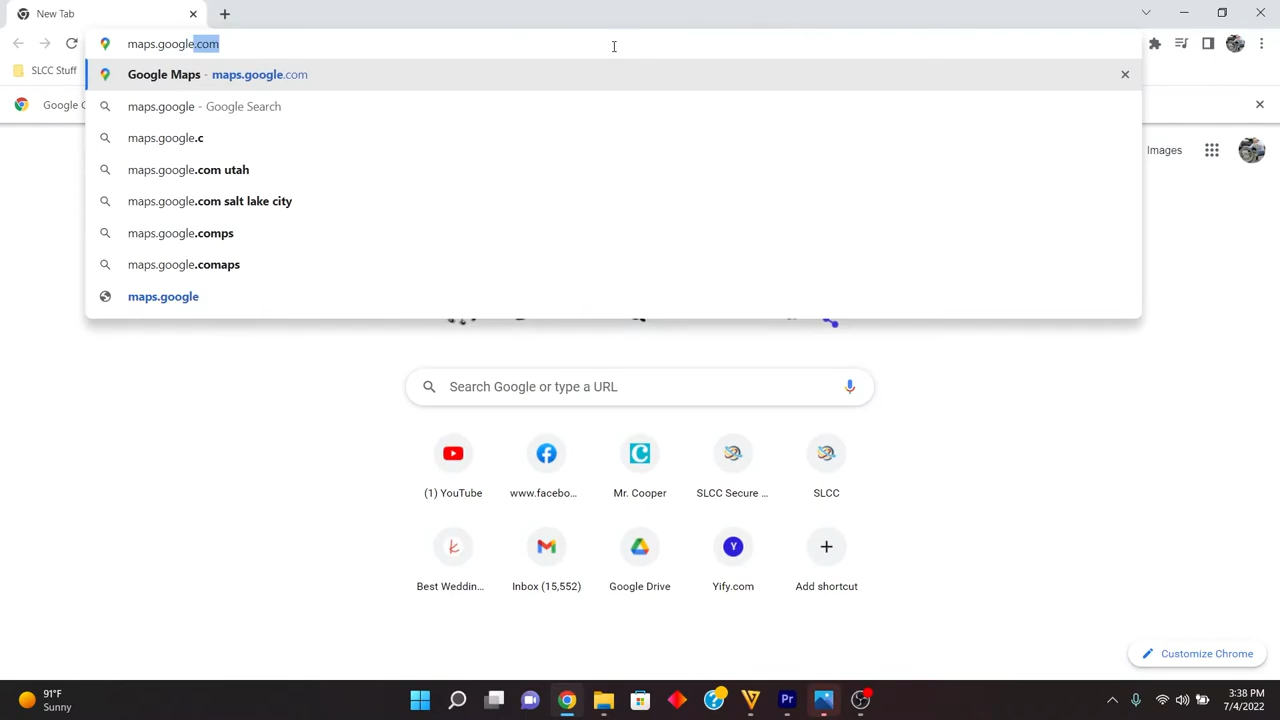 New Tab
maps.google.com
Google Maps - maps.google.com
SLCC Stuff
maps.google - Google Search
Google C
maps.google.c
Images
maps.google.com utah
maps.google.com salt lake city
maps.google.comps
maps.google.comaps
maps.google
Search Google or type a URL
(1) YouTube
www.facebo...
Mr. Cooper
SLCC Secure ...
SLCC
Y
Best Weddin...
Inbox (15,552)
Google Drive
Yify.com
Add shortcut
Customize Chrome
91°F
Sunny
Pr
3:38 PM
7/4/2022